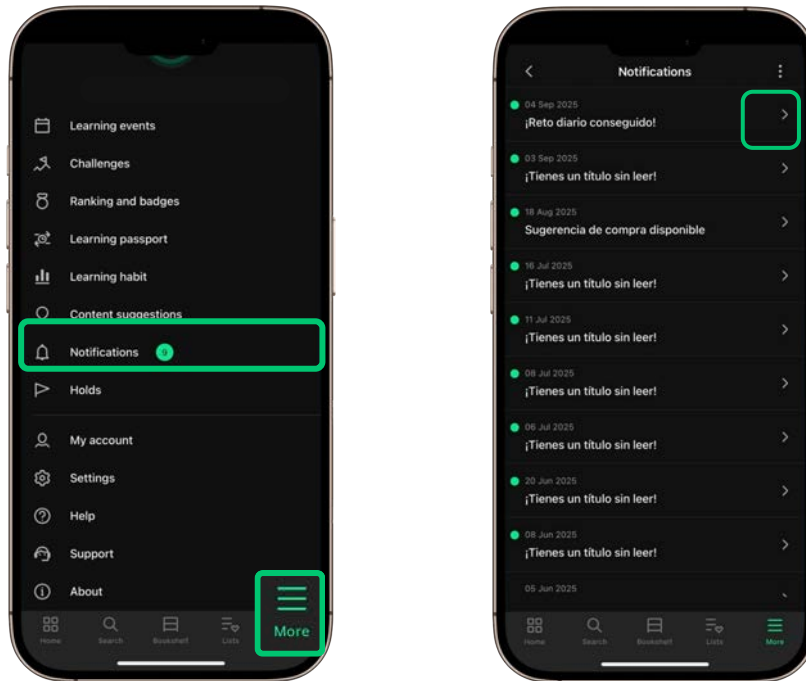 Learning events
Challenges
Ranking and badges
Learning passport
Learning habit
Content suggestions
Notifications 9
Holds
My account
Settings
Help
Support
About
Home Search Bookshelf Lists More
Notifications
04 Sep 2025
¡Reto diario conseguido!
03 Sep 2025
¡Tienes un título sin leer!
18 Aug 2025
Sugerencia de compra disponible
16 Jul 2025
¡Tienes un título sin leer!
11 Jul 2025
¡Tienes un título sin leer!
08 Jul 2025
¡Tienes un título sin leer!
06 Jul 2025
¡Tienes un título sin leer!
20 Jun 2025
¡Tienes un título sin leer!
08 Jun 2025
¡Tienes un título sin leer!
05 Jun 2025
Home Search Bookshelf Lists More